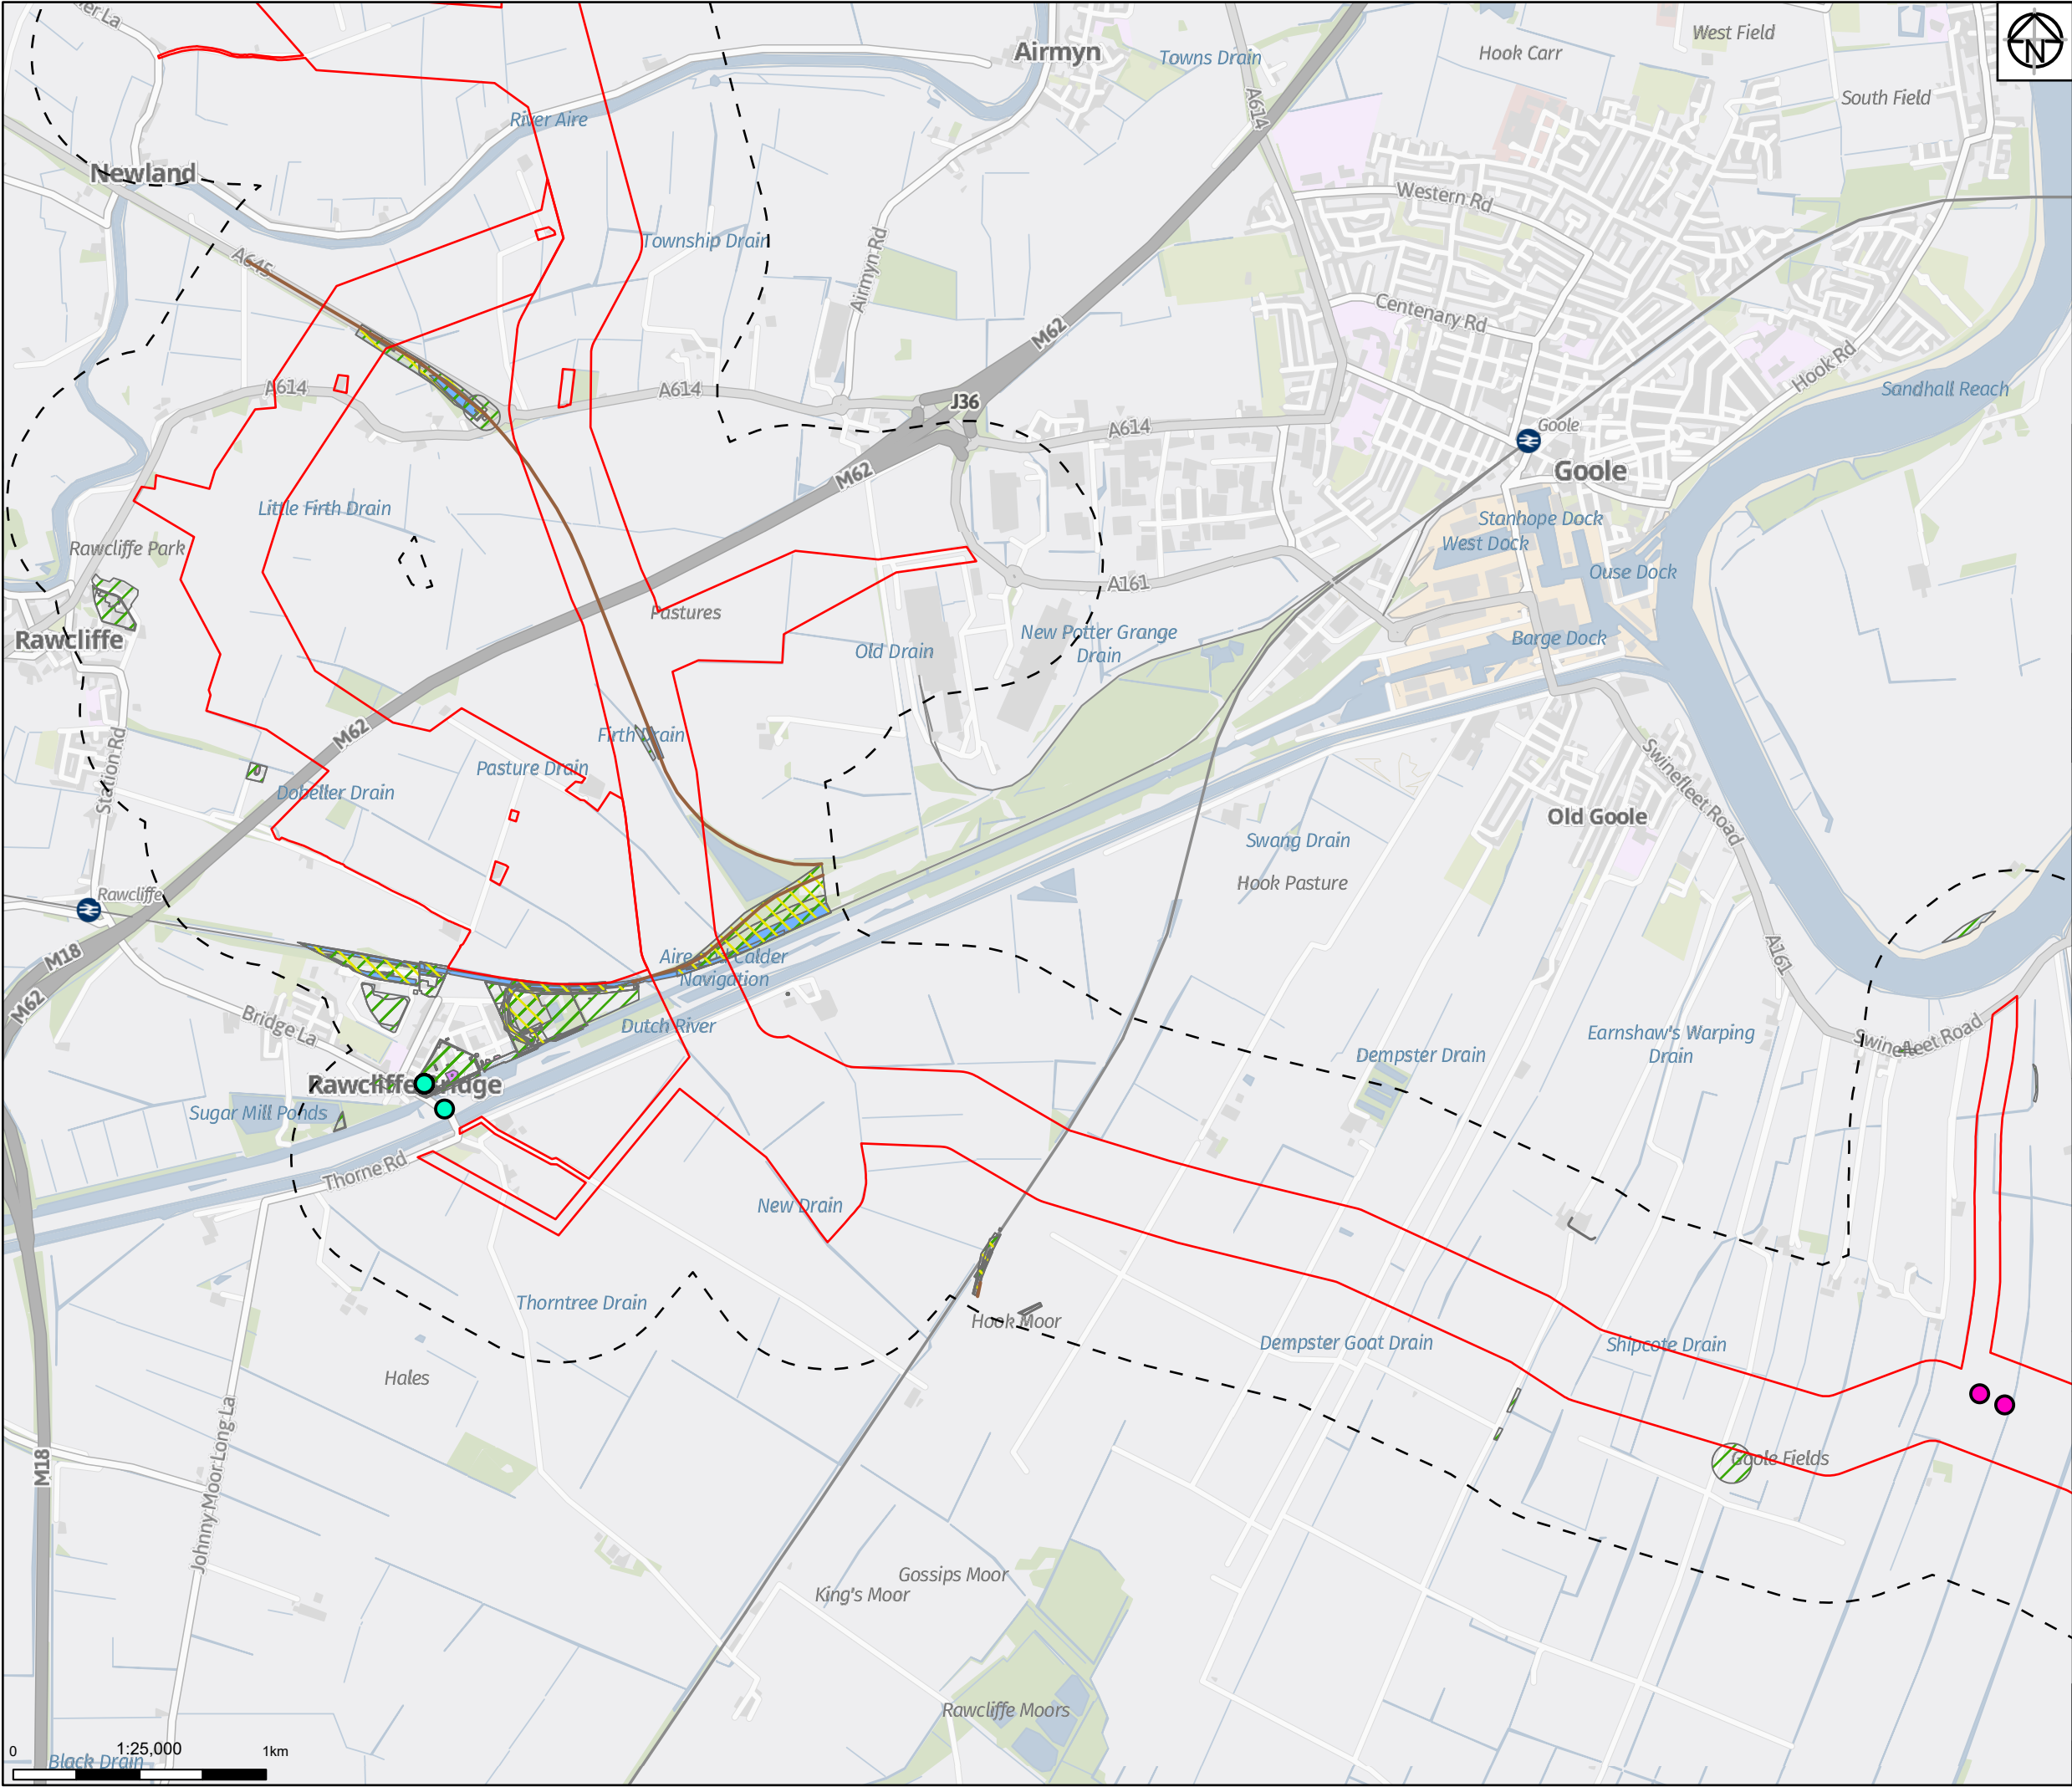 Airmyn
Towns Drain
Hook Carr
West Field
N
South Field
A614
River Aire
Newland
Western Rd
Township Drain
A645
Airmyn Rd
Centenary Rd
M62
Hook Rd
Sandhall Reach
A614
A614
J36
A614
Goole
Goole
M62
Little Firth Drain
Stanhope Dock
West Dock
Rawcliffe Park
Ouse Dock
A161
Pastures
Rawcliffe
New Potter Grange
Drain
Old Drain
Barge Dock
M62
Firth Drain
Pasture Drain
Station Rd
Dobeller Drain
Swinefleet Road
Old Goole
Swang Drain
Hook Pasture
Rawcliffe
M18
Aire and Calder
Navigation
A161
M62
Bridge La
Dutch River
Earnshaw's Warping
Drain
Swinefleet Road
Dempster Drain
Rawcliffe Bridge
Sugar Mill Ponds
Thorne Rd
New Drain
Thorntree Drain
Hook Moor
Dempster Goat Drain
Shipcote Drain
Hales
Johnny Moor Long La
M18
Goole Fields
Gossips Moor
King's Moor
Rawcliffe Moors
0
1:25,000
1km
Black Drain